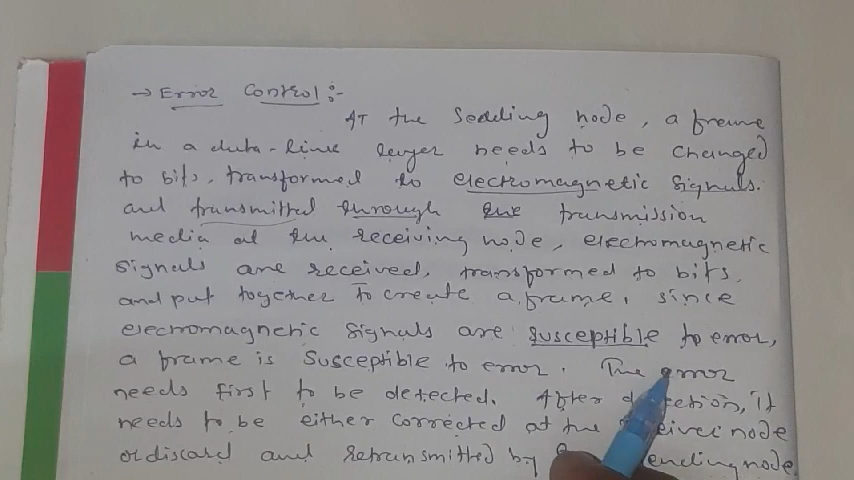 → Error Control :-
At the Sending node, a frame
in a data-link layer needs to be changed
to bits, transformed to electromagnetic signals.
and transmitted through the transmission
media at the receiving node, electromagnetic
signals are received, transformed to bits,
and put together to create a frame. since
electromagnetic signals are susceptible to error,
a frame is susceptible to error. The error
needs first to be detected. After it
needs to be either corrected at the node
or discard and retransmitted by node.